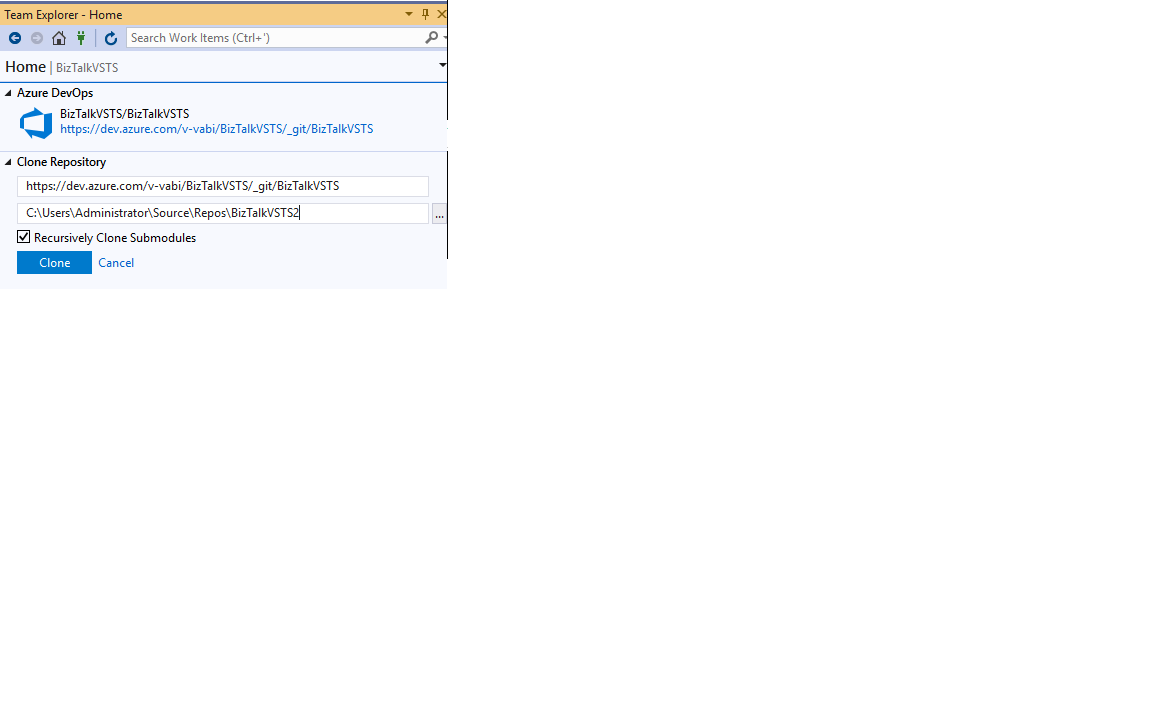 Team Explorer - Home
Search Work Items (Ctrl+')
Home | BizTalkVSTS
Azure DevOps
BizTalkVSTS/BizTalkVSTS
https://dev.azure.com/v-vabi/BizTalkVSTS/_git/BizTalkVSTS
Clone Repository
https://dev.azure.com/v-vabi/BizTalkVSTS/_git/BizTalkVSTS
C:\Users\Administrator\Source\Repos\BizTalkVSTS2
...
Recursively Clone Submodules
Clone Cancel